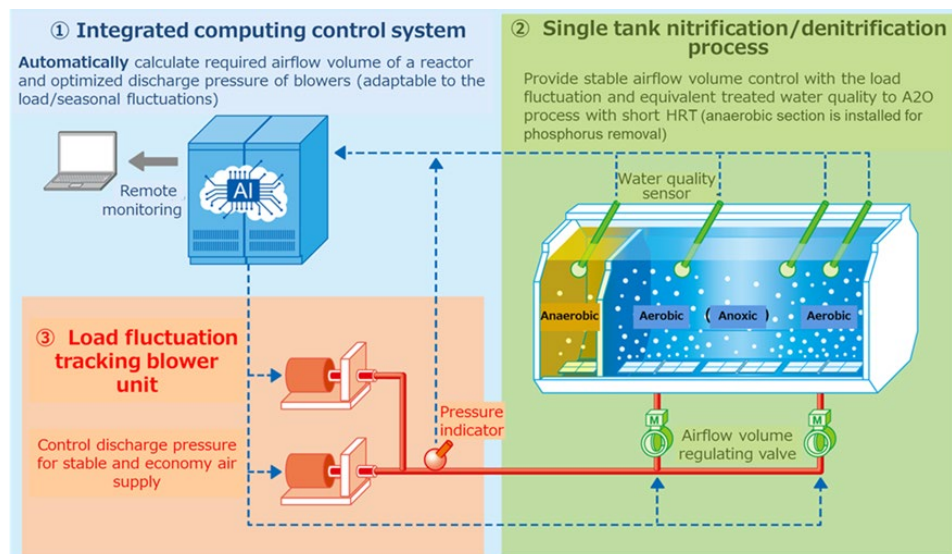 ① Integrated computing control system
Automatically calculate required airflow volume of a reactor
and optimized discharge pressure of blowers (adaptable to the
load/seasonal fluctuations)
Remote
monitoring
AI
② Single tank nitrification/denitrification
process
Provide stable airflow volume control with the load
fluctuation and equivalent treated water quality to A2O
process with short HRT (anaerobic section is installed for
phosphorus removal)
Water quality
sensor
Anaerobic
Aerobic
(Anoxic)
Aerobic
M
M
Airflow volume
regulating valve
③ Load fluctuation
tracking blower
unit
Control discharge pressure
for stable and economy air
supply
Pressure
indicator